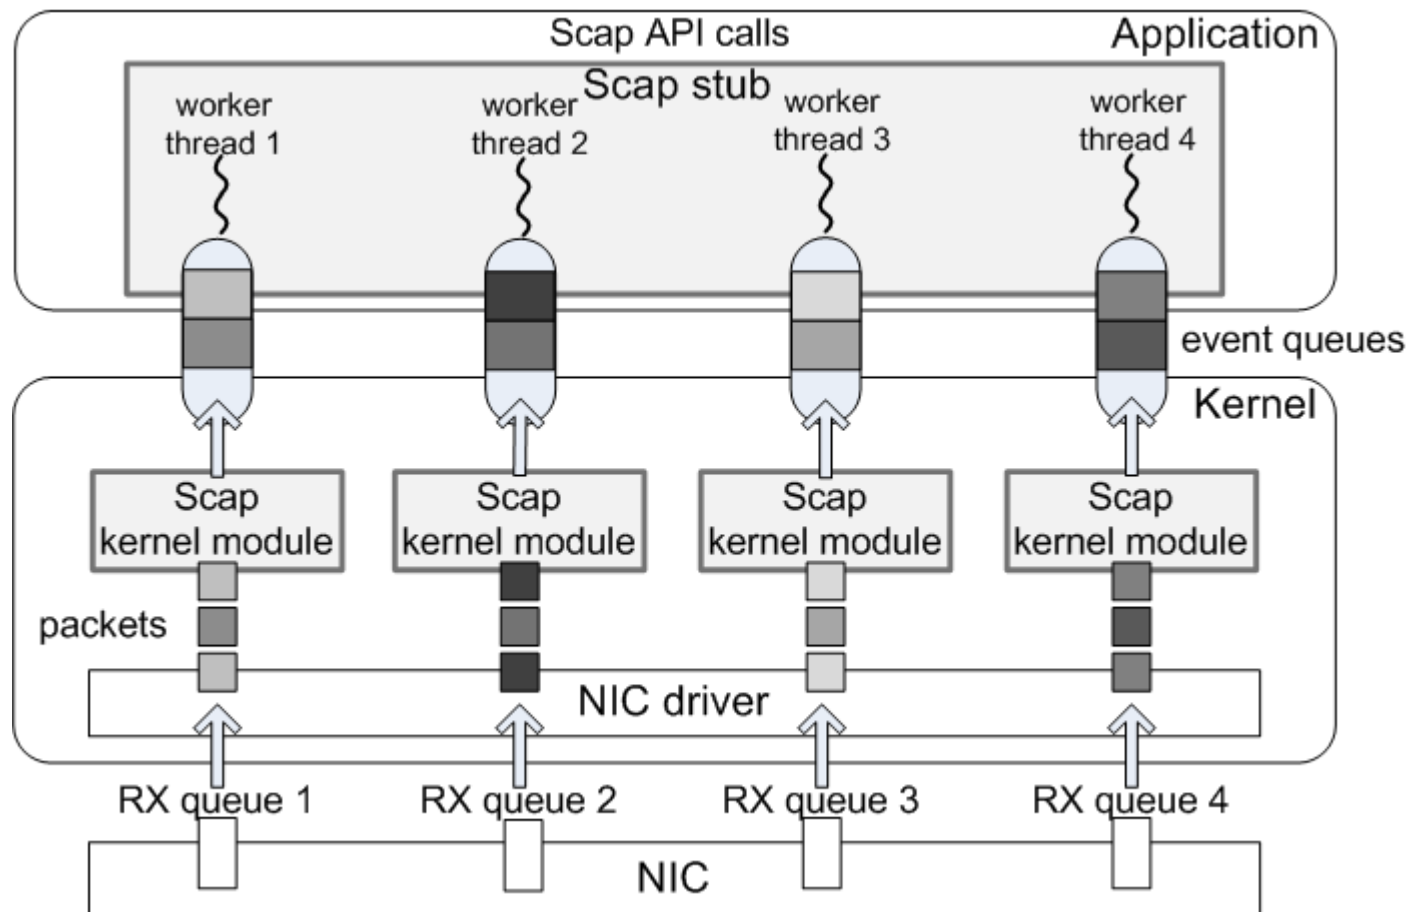 Scap API calls
Application
Scap stub
worker
thread 1
worker
thread 2
worker
thread 3
worker
thread 4
event queues
Kernel
Scap
kernel module
Scap
kernel module
Scap
kernel module
Scap
kernel module
packets
NIC driver
RX queue 1
RX queue 2
RX queue 3
RX queue 4
NIC